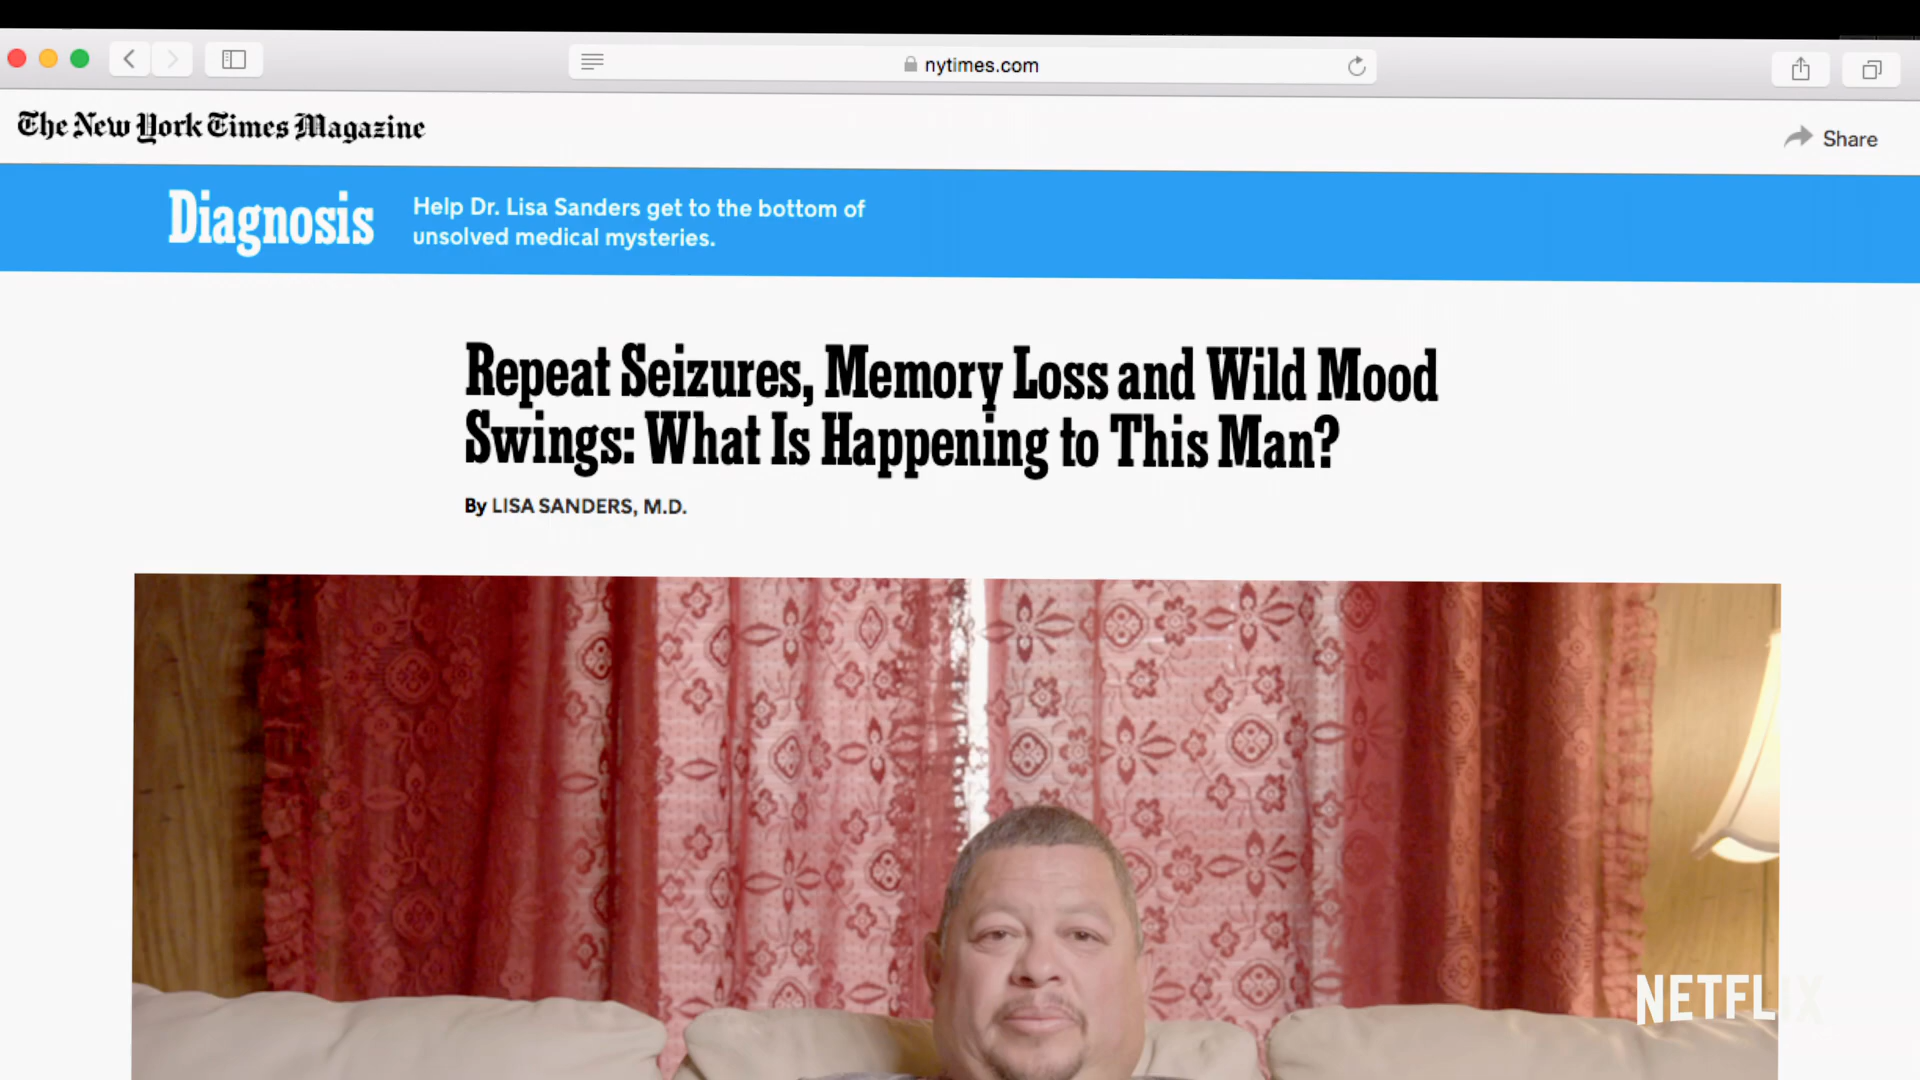 nytimes.com
The New York Times Magazine
Share
Diagnosis
Help Dr. Lisa Sanders get to the bottom of
unsolved medical mysteries.
Repeat Seizures, Memory Loss and Wild Mood
Swings: What Is Happening to This Man?
By LISA SANDERS, M.D.
NETFLIX